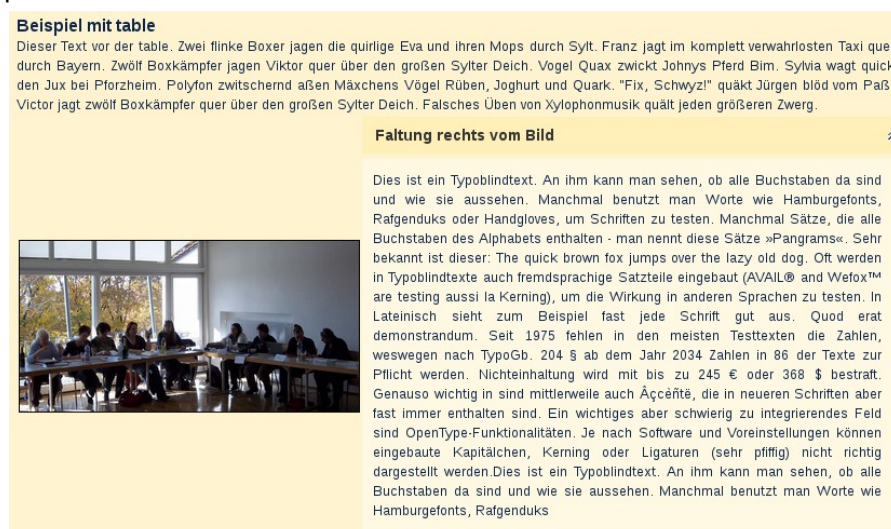 Beispiel mit table
Dieser Text vor der table. Zwei flinke Boxer jagen die quirlige Eva und ihren Mops durch Sylt. Franz jagt im komplett verwahrlosten Taxi que
durch Bayern. Zwölf Boxkämpfer jagen Viktor quer über den großen Sylter Deich. Vogel Quax zwickt Johnys Pferd Bim. Sylvia wagt quick
den Jux bei Pforzheim. Polyfon zwitschernd aßen Mäxchens Vögel Rüben, Joghurt und Quark. "Fix, Schwyz!" quäkt Jürgen blöd vom Paß
Victor jagt zwölf Boxkämpfer quer über den großen Sylter Deich. Falsches Üben von Xylophonmusik quält jeden größeren Zwerg.
Faltung rechts vom Bild
Dies ist ein Typoblindtext. An ihm kann man sehen, ob alle Buchstaben da sind
und wie sie aussehen. Manchmal benutzt man Worte wie Hamburgefonts,
Rafgenduks oder Handgloves, um Schriften zu testen. Manchmal Sätze, die alle
Buchstaben des Alphabets enthalten - man nennt diese Sätze »Pangrams«. Sehr
bekannt ist dieser: The quick brown fox jumps over the lazy old dog. Oft werden
in Typoblindtexte auch fremdsprachige Satzteile eingebaut (AVAIL® and Wefox™
are testing aussi la Kerning), um die Wirkung in anderen Sprachen zu testen. In
Lateinisch sieht zum Beispiel fast jede Schrift gut aus. Quod erat
demonstrandum. Seit 1975 fehlen in den meisten Testtexten die Zahlen,
weswegen nach TypoGb. 204 § ab dem Jahr 2034 Zahlen in 86 der Texte zur
Pflicht werden. Nichteinhaltung wird mit bis zu 245 € oder 368 $ bestraft.
Genauso wichtig in sind mittlerweile auch Âçcèñtë, die in neueren Schriften aber
fast immer enthalten sind. Ein wichtiges aber schwierig zu integrierendes Feld
sind OpenType-Funktionalitäten. Je nach Software und Voreinstellungen können
eingebaute Kapitälchen, Kerning oder Ligaturen (sehr pfiffig) nicht richtig
dargestellt werden.Dies ist ein Typoblindtext. An ihm kann man sehen, ob alle
Buchstaben da sind und wie sie aussehen. Manchmal benutzt man Worte wie
Hamburgefonts, Rafgenduks